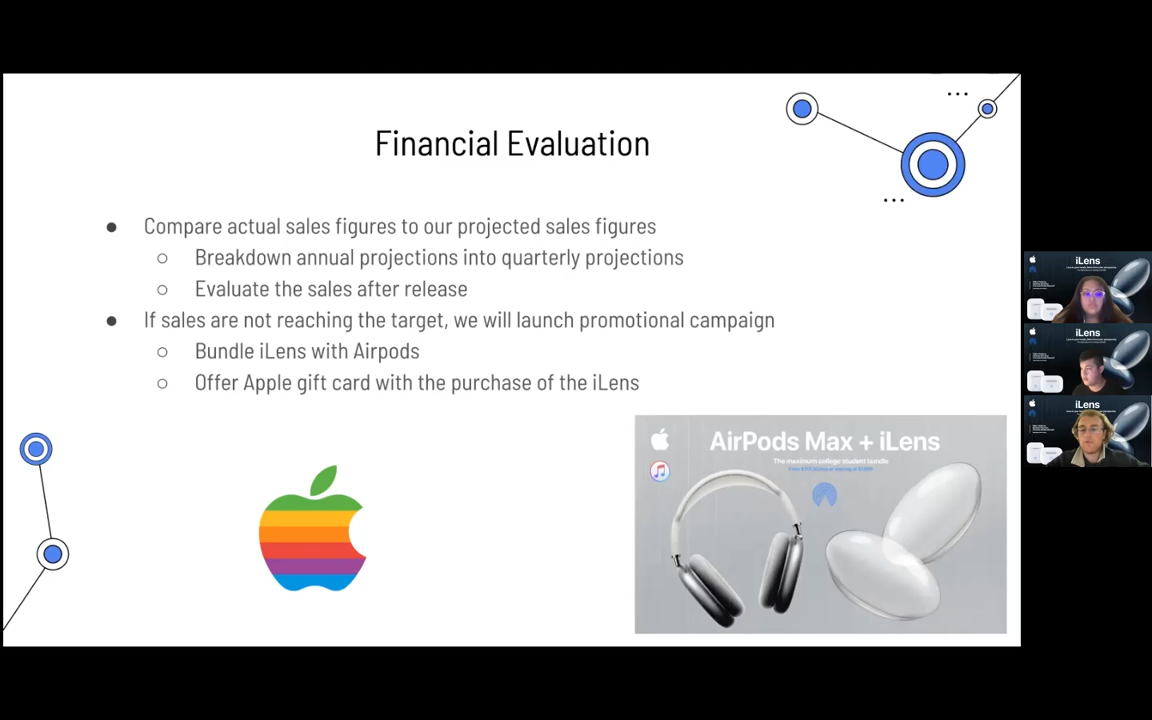 Financial Evaluation
● Compare actual sales figures to our projected sales figures
○ Breakdown annual projections into quarterly projections
○ Evaluate the sales after release
● If sales are not reaching the target, we will launch promotional campaign
○ Bundle iLens with Airpods
○ Offer Apple gift card with the purchase of the iLens
AirPods Max + iLens
The maximum college student bundle
iLens
iLens
iLens